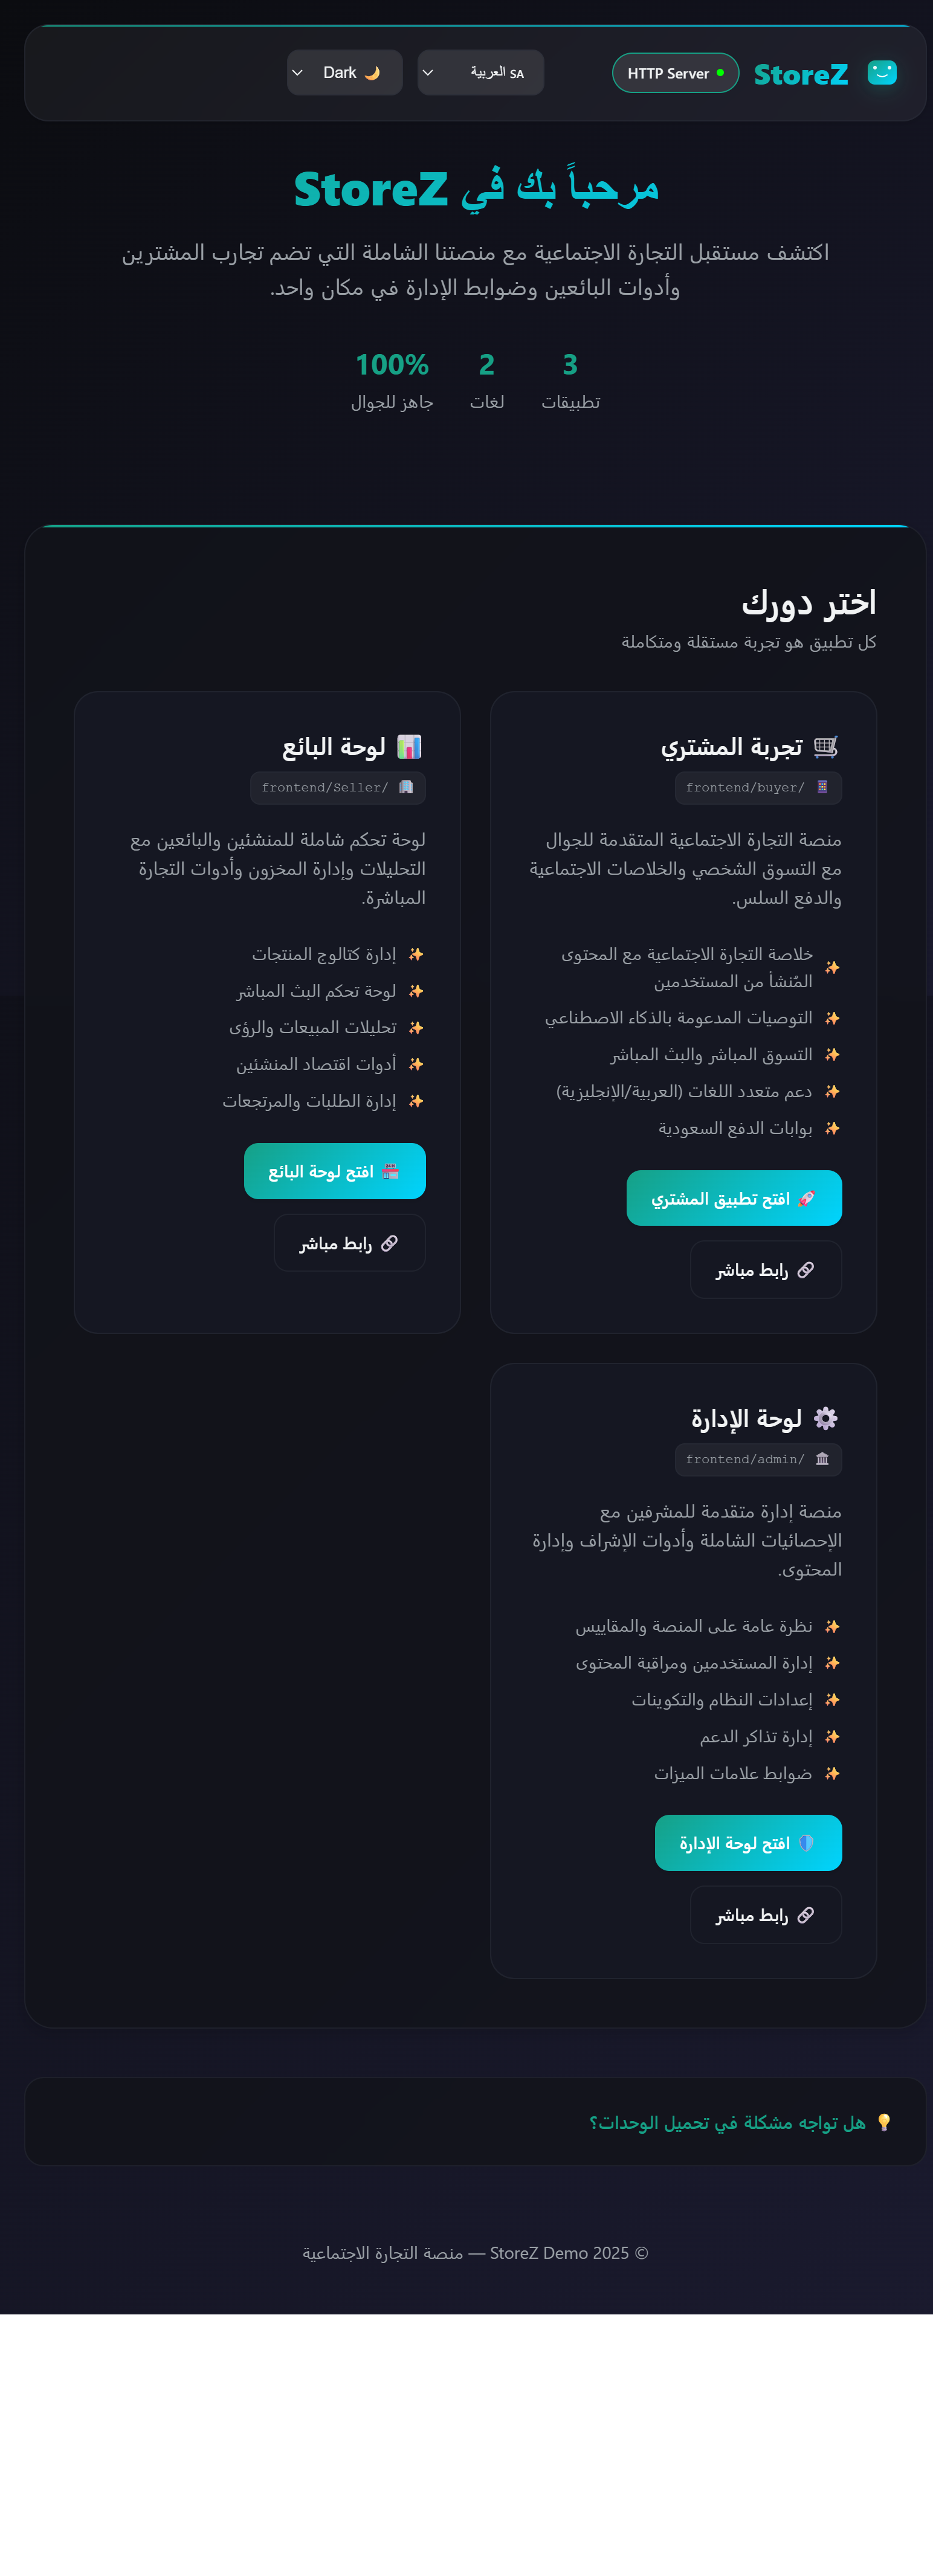 StoreZ
HTTP Server
SA العربية
🌙 Dark
مرحباً بك في StoreZ
اكتشف مستقبل التجارة الاجتماعية مع منصتنا الشاملة التي تضم تجارب المشترين
وأدوات البائعين وضوابط الإدارة في مكان واحد.
3
تطبيقات
2
لغات
100%
جاهز للجوال
اختر دورك
كل تطبيق هو تجربة مستقلة ومتكاملة
🛒 تجربة المشتري
frontend/buyer/
منصة التجارة الاجتماعية المتقدمة للجوال
مع التسوق الشخصي والخلاصات الاجتماعية
والدفع السلس.
✨ خلاصة التجارة الاجتماعية مع المحتوى
المُنشأ من المستخدمين
✨ التوصيات المدعومة بالذكاء الاصطناعي
✨ التسوق المباشر والبث المباشر
✨ دعم متعدد اللغات (العربية/الإنجليزية)
✨ بوابات الدفع السعودية
🚀 افتح تطبيق المشتري
🔗 رابط مباشر
📊 لوحة البائع
frontend/Seller/
لوحة تحكم شاملة للمنشئين والبائعين مع
التحليلات وإدارة المخزون وأدوات التجارة
المباشرة.
✨ إدارة كتالوج المنتجات
✨ لوحة تحكم البث المباشر
✨ تحليلات المبيعات والرؤى
✨ أدوات اقتصاد المنشئين
✨ إدارة الطلبات والمرتجعات
🏪 افتح لوحة البائع
🔗 رابط مباشر
⚙️ لوحة الإدارة
frontend/admin/
منصة إدارة متقدمة للمشرفين مع
الإحصائيات الشاملة وأدوات الإشراف وإدارة
المحتوى.
✨ نظرة عامة على المنصة والمقاييس
✨ إدارة المستخدمين ومراقبة المحتوى
✨ إعدادات النظام والتكوينات
✨ إدارة تذاكر الدعم
✨ ضوابط علامات الميزات
🛡️ افتح لوحة الإدارة
🔗 رابط مباشر
💡 هل تواجه مشكلة في تحميل الوحدات؟
© 2025 StoreZ Demo — منصة التجارة الاجتماعية